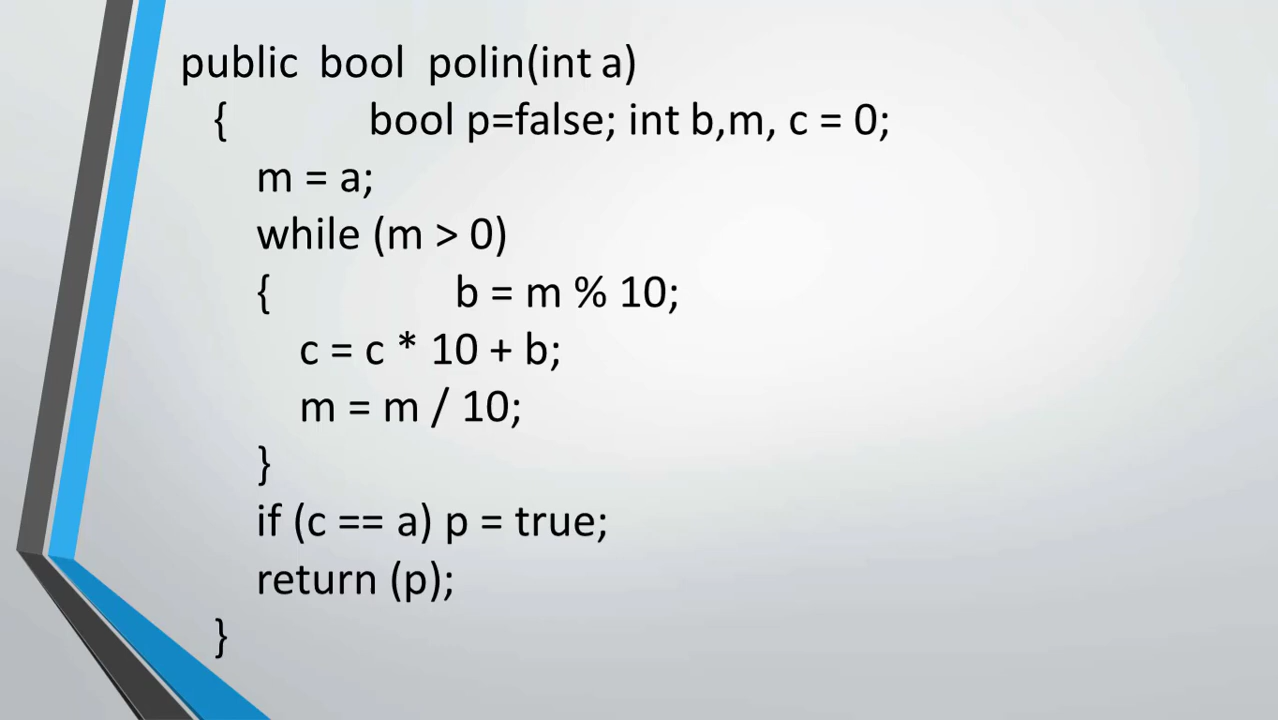 public bool polin(int a)
{ bool p=false; int b,m, c = 0;
m = a;
while (m > 0)
{ b = m % 10;
c = c * 10 + b;
m = m / 10;
}
if (c == a) p = true;
return (p);
}